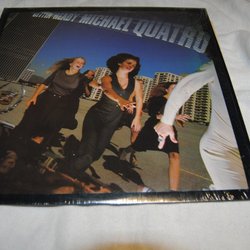 GETTIN' READY MICHAEL QUATRO